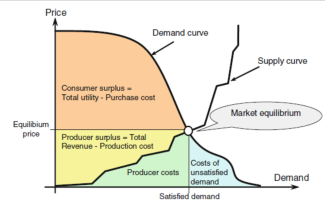 Price
Demand curve
Supply curve
Consumer surplus =
Total utility - Purchase cost
Market equilibrium
Equilibrium
price
Producer surplus = Total
Revenue - Production cost
Producer costs
Costs of
unsatisfied
demand
Demand
Satisfied demand